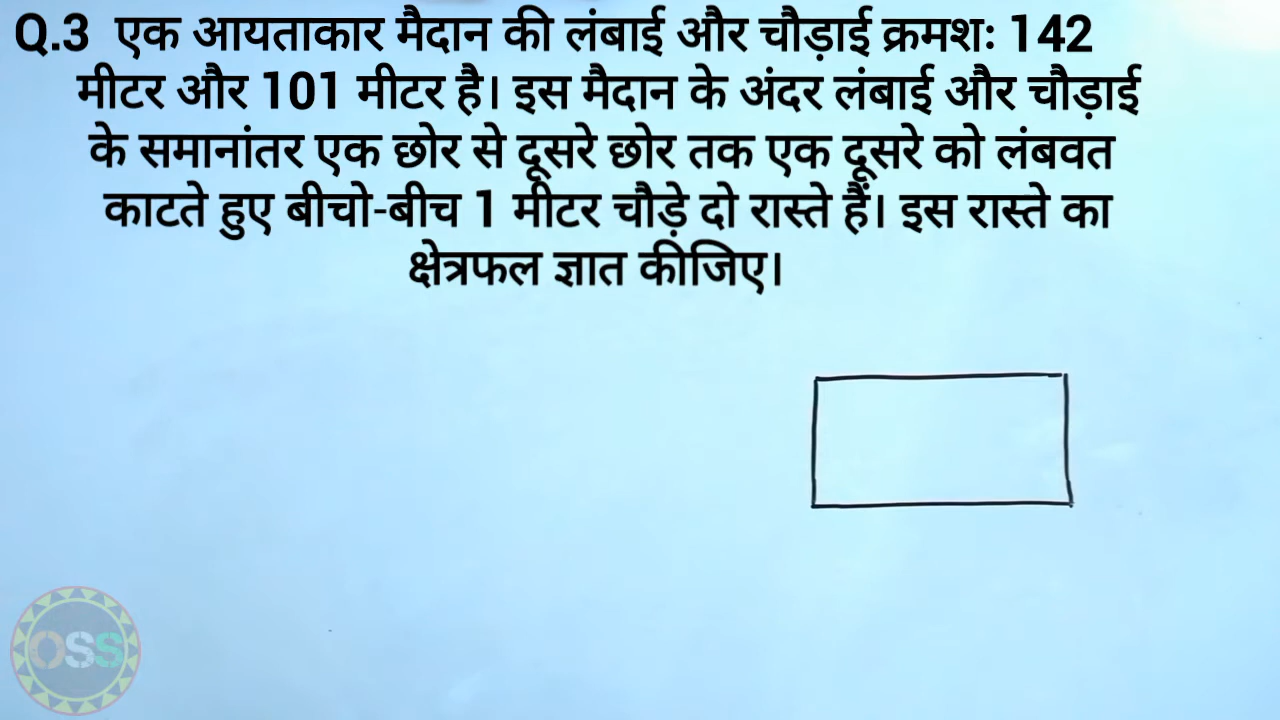 Q.3 एक आयताकार मैदान की लंबाई और चौड़ाई क्रमशः 142
मीटर और 101 मीटर है। इस मैदान के अंदर लंबाई और चौड़ाई
के समानांतर एक छोर से दूसरे छोर तक एक दूसरे को लंबवत
काटते हुए बीचो-बीच 1 मीटर चौड़े दो रास्ते हैं। इस रास्ते का
क्षेत्रफल ज्ञात कीजिए।
OSS